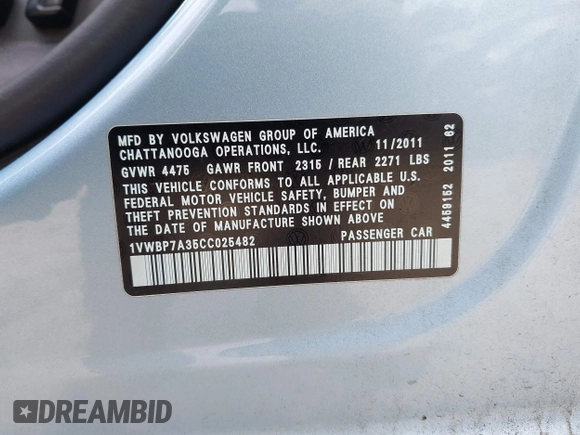 MFD BY VOLKSWAGEN GROUP OF AMERICA
CHATTANOOGA OPERATIONS, LLC. 11/2011
GVWR 4475 GAWR FRONT 2315 / REAR 2271 LBS
THIS VEHICLE CONFORMS TO ALL APPLICABLE U.S.
FEDERAL MOTOR VEHICLE SAFETY, BUMPER AND
THEFT PREVENTION STANDARDS IN EFFECT ON
THE DATE OF MANUFACTURE SHOWN ABOVE.
1VWBP7A35CC025482 PASSENGER CAR
4459152 2011 62
DREAMBID